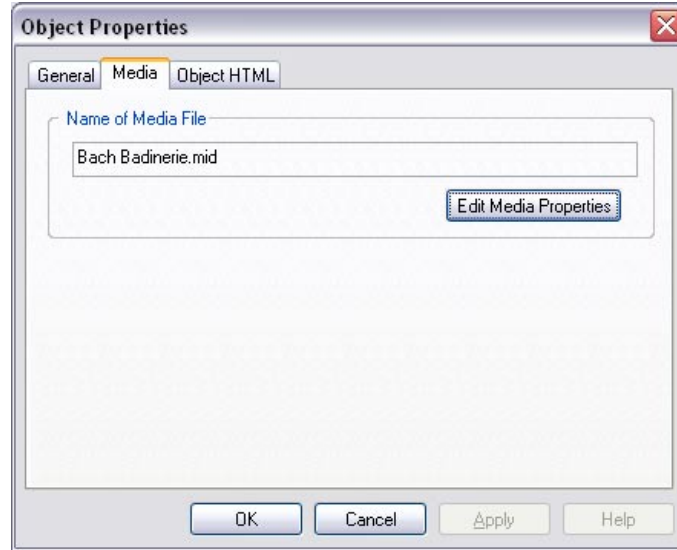 Object Properties
General Media Object HTML
Name of Media File
Bach Badinerie.mid
Edit Media Properties
OK Cancel Apply Help